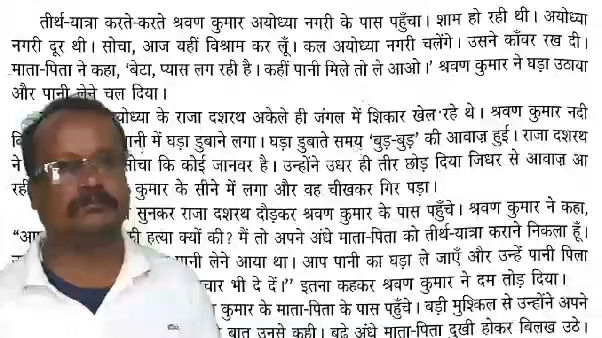 तीर्थ-यात्रा करते-करते श्रवण कुमार अयोध्या नगरी के पास पहुँचा। शाम हो रही थी। अयोध्या
नगरी दूर थी। सोचा, आज यहीं विश्राम कर लूँ। कल अयोध्या नगरी चलेंगे। उसने काँवर रख दी।
माता-पिता ने कहा, 'बेटा, प्यास लग रही है। कहीं पानी मिले तो ले आओ।' श्रवण कुमार ने घड़ा उठाया
और पानी लेने चल दिया।
योध्या के राजा दशरथ अकेले ही जंगल में शिकार खेल रहे थे। श्रवण कुमार नदी
पानी में घड़ा डुबाने लगा। घड़ा डुबाते समय 'बुड़-बुड़' की आवाज़ हुई। राजा दशरथ
ने सोचा कि कोई जानवर है। उन्होंने उधर ही तीर छोड़ दिया जिधर से आवाज़ आ
रही कुमार के सीने में लगा और वह चीखकर गिर पड़ा।
सुनकर राजा दशरथ दौड़कर श्रवण कुमार के पास पहुँचे। श्रवण कुमार ने कहा,
की हत्या क्यों की? मैं तो अपने अंधे माता-पिता को तीर्थ-यात्रा कराने निकला हूँ।
पानी लेने आया था। आप पानी का घड़ा ले जाएँ और उन्हें पानी पिला
भी दे दें।" इतना कहकर श्रवण कुमार ने दम तोड़ दिया।
कुमार के माता-पिता के पास पहुँचे। बड़ी मुश्किल से उन्होंने अपने
बात उनसे कही। बूढ़े अंधे माता-पिता दुखी होकर बिलख उठे।